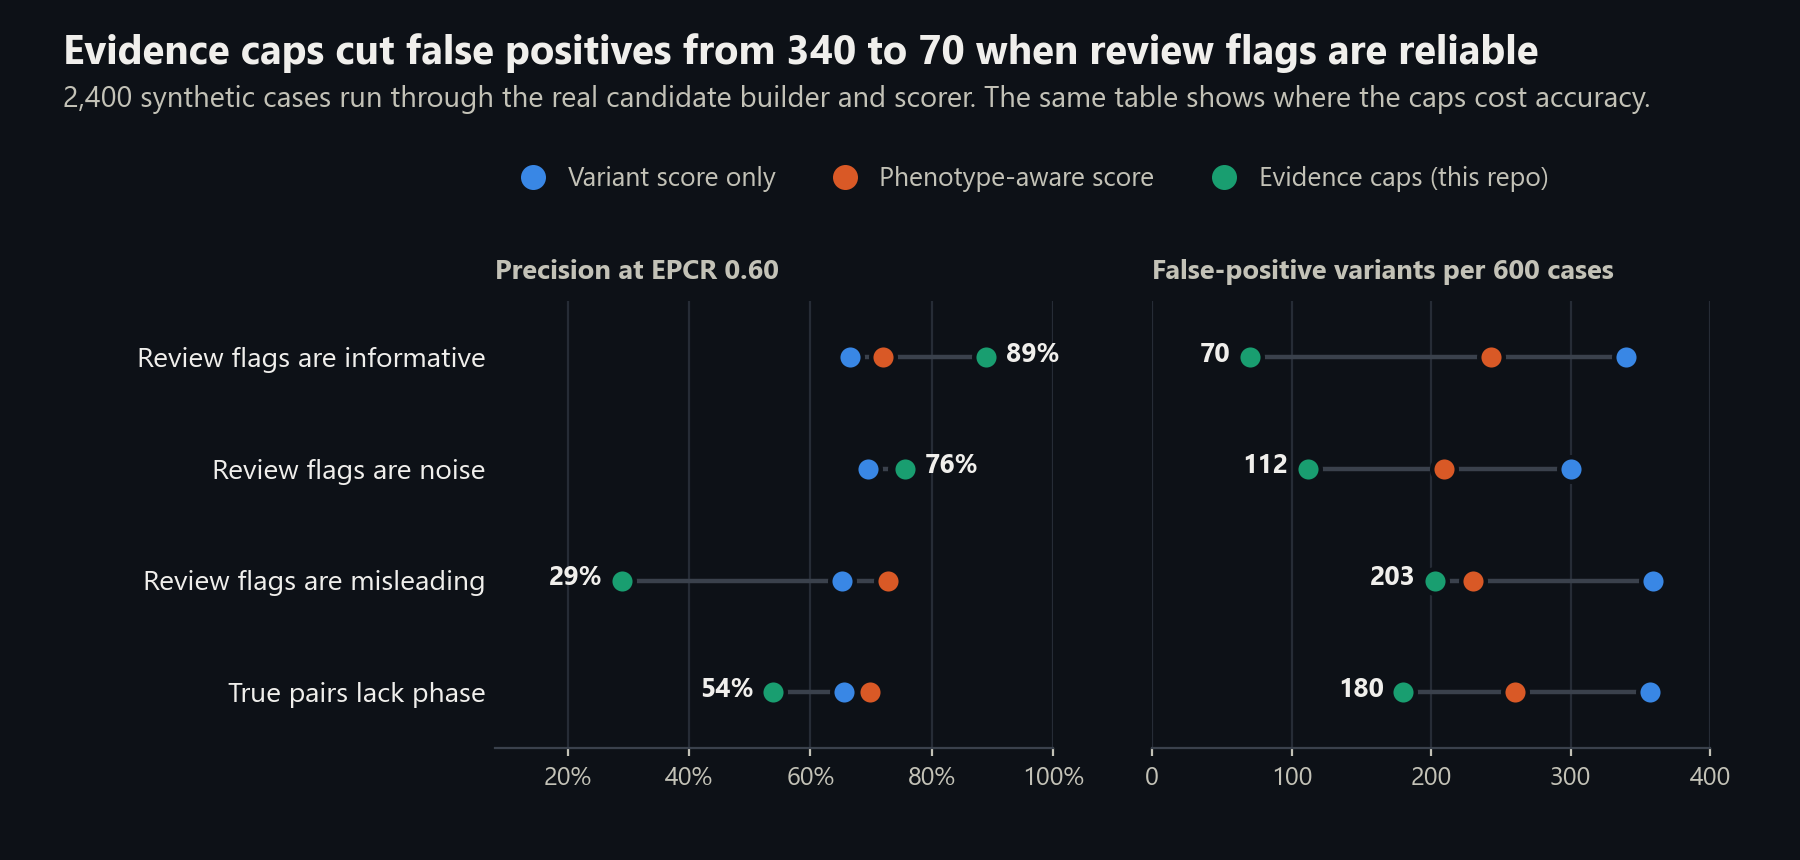 Evidence caps cut false positives from 340 to 70 when review flags are reliable
2,400 synthetic cases run through the real candidate builder and scorer. The same table shows where the caps cost accuracy.
Variant score only
Phenotype-aware score
Evidence caps (this repo)
Precision at EPCR 0.60
False-positive variants per 600 cases
Review flags are informative
89%
70
Review flags are noise
76%
112
Review flags are misleading
29%
203
True pairs lack phase
54%
180
20% 40% 60% 80% 100%
0 100 200 300 400